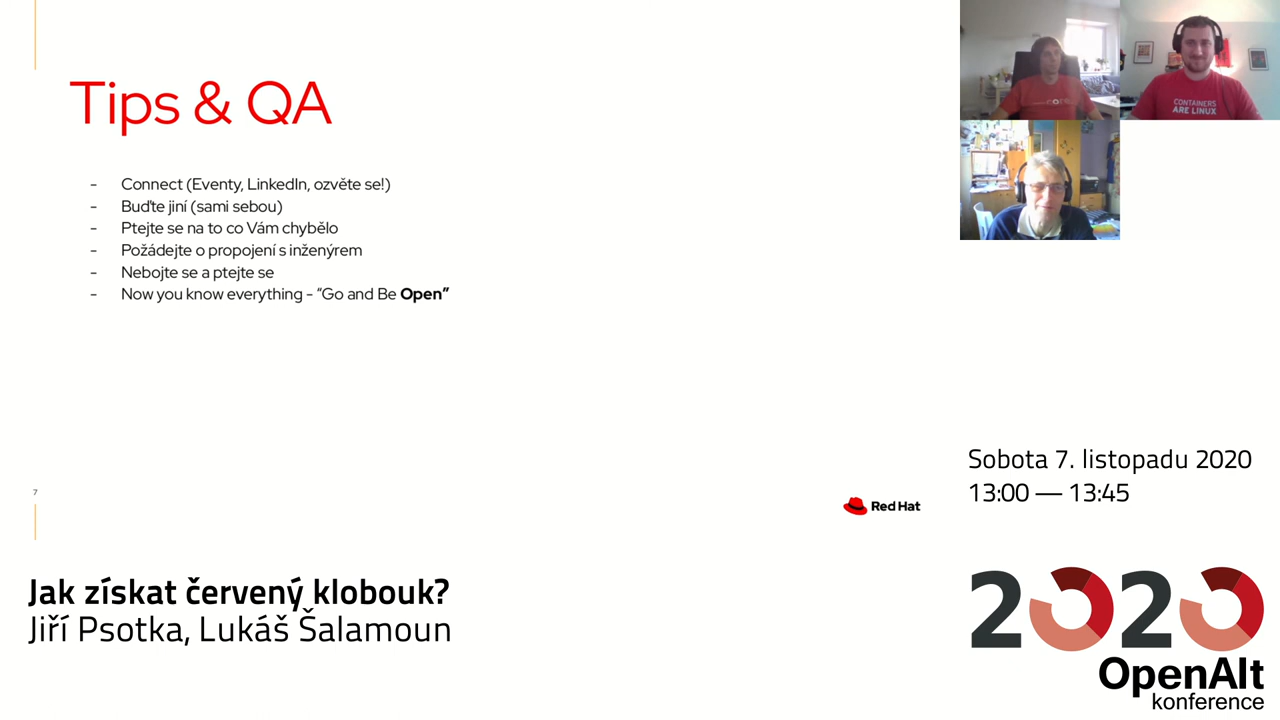 Tips & QA
- Connect (Eventy, LinkedIn, ozvěte se!)
- Buďte jiní (sami sebou)
- Ptejte se na to co Vám chybělo
- Požádejte o propojení s inženýrem
- Nebojte se a ptejte se
- Now you know everything - “Go and Be Open”
7
Red Hat
CONTAINERS
ARE LINUX
Sobota 7. listopadu 2020
13:00 — 13:45
Jak získat červený klobouk?
Jiří Psotka, Lukáš Šalamoun
2020
OpenAlt
konference